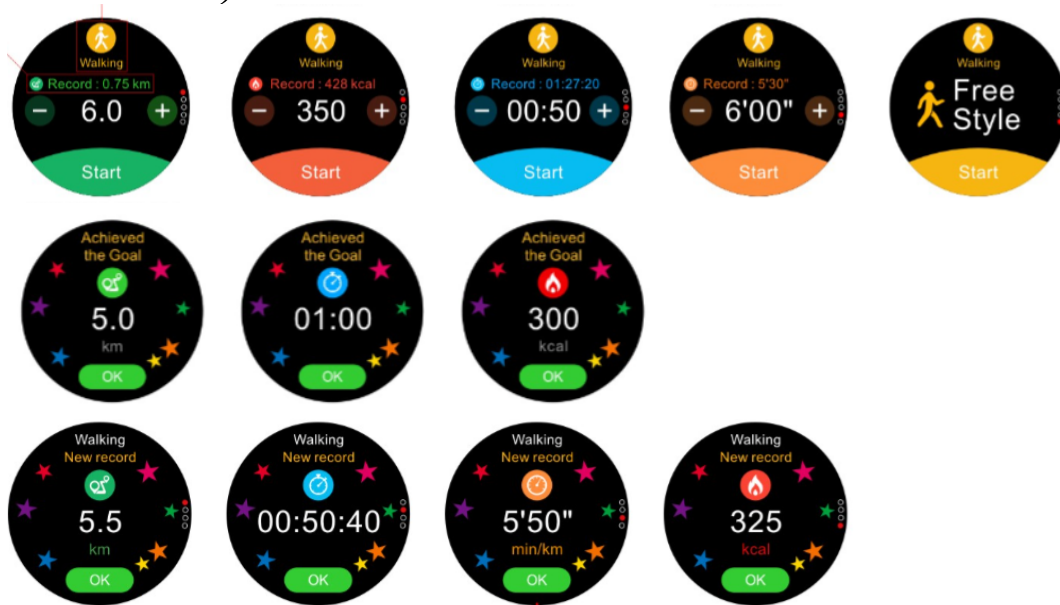 Walking
Record : 0.75 km
− 6.0 +
Start
Walking
Record : 428 kcal
− 350 +
Start
Walking
Record : 01:27:20
− 00:50 +
Start
Walking
Record : 5'30"
− 6'00" +
Start
Walking
Free
Style
Start
Achieved
the Goal
5.0
km
OK
Achieved
the Goal
01:00
OK
Achieved
the Goal
300
kcal
OK
Walking
New record
5.5
km
OK
Walking
New record
00:50:40
OK
Walking
New record
5'50"
min/km
OK
Walking
New record
325
kcal
OK